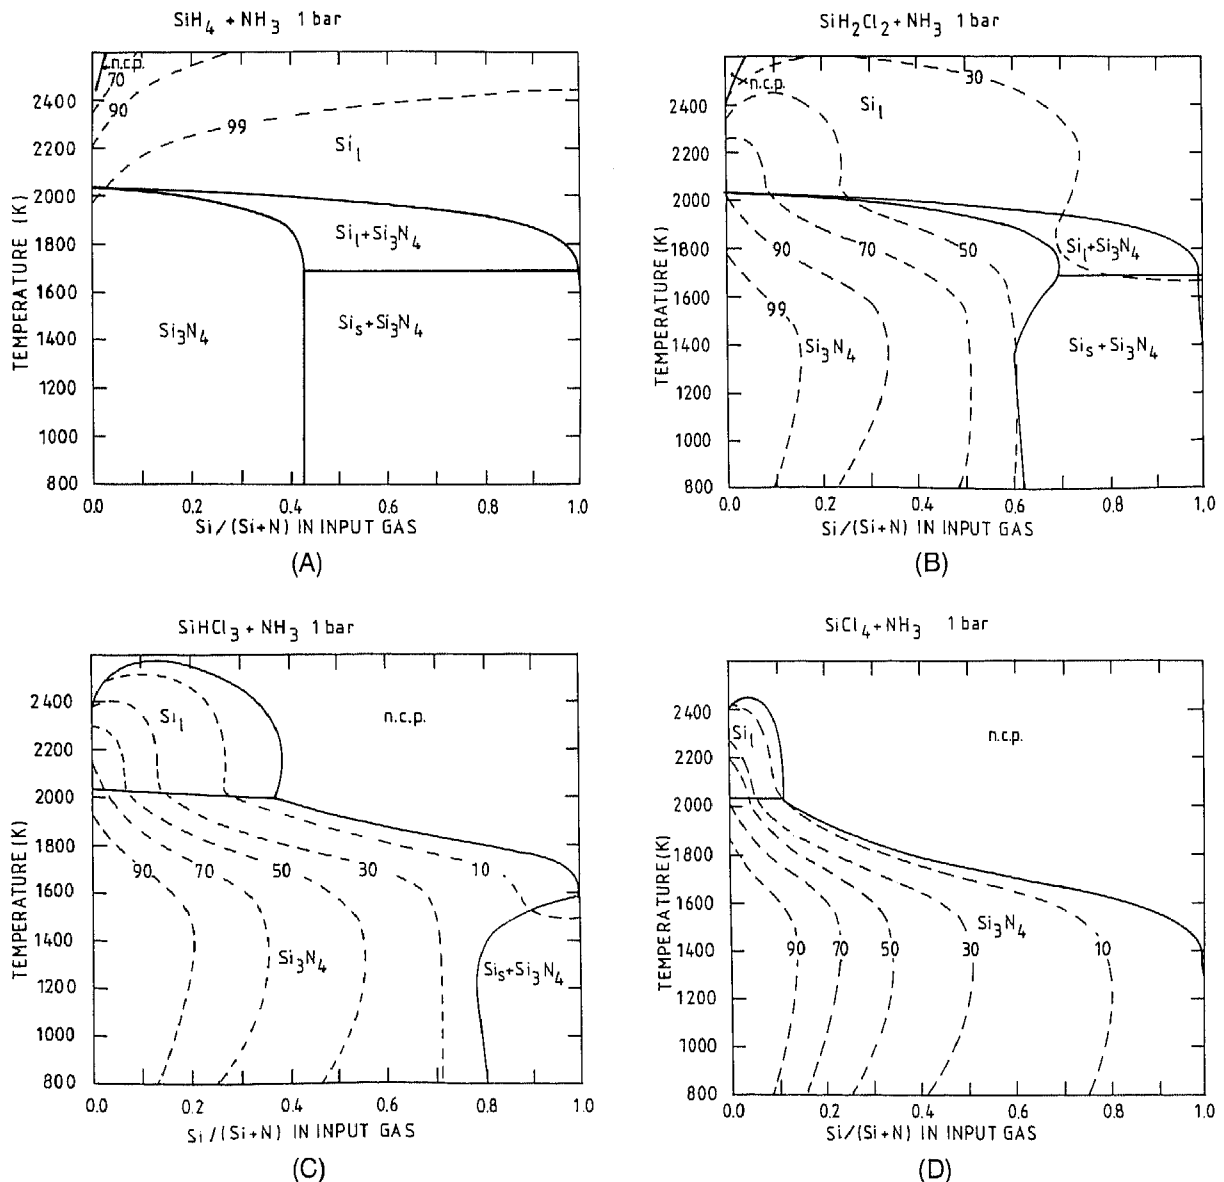 SiH4 + NH3 1 bar
n.c.p.
70
90
99
Si l
Si l + Si3N4
Si3N4
Si s + Si3N4
2400
2200
2000
1800
1600
1400
1200
1000
800
TEMPERATURE (K)
0.0 0.2 0.4 0.6 0.8 1.0
Si/(Si+N) IN INPUT GAS
(A)
SiH2Cl2 + NH3 1 bar
n.c.p.
30
Si l
90
70
50
Si l + Si3N4
99
Si3N4
Si s + Si3N4
2400
2200
2000
1800
1600
1400
1200
1000
800
TEMPERATURE (K)
0.0 0.2 0.4 0.6 0.8 1.0
Si/(Si+N) IN INPUT GAS
(B)
SiHCl3 + NH3 1 bar
Si l
n.c.p.
90
70
50
30
10
Si3N4
Si s + Si3N4
2400
2200
2000
1800
1600
1400
1200
1000
800
TEMPERATURE (K)
0.0 0.2 0.4 0.6 0.8 1.0
Si/(Si+N) IN INPUT GAS
(C)
SiCl4 + NH3 1 bar
Si l
n.c.p.
Si3N4
90
70
50
30
10
2400
2200
2000
1800
1600
1400
1200
1000
800
TEMPERATURE (K)
0.0 0.2 0.4 0.6 0.8 1.0
Si/(Si+N) IN INPUT GAS
(D)